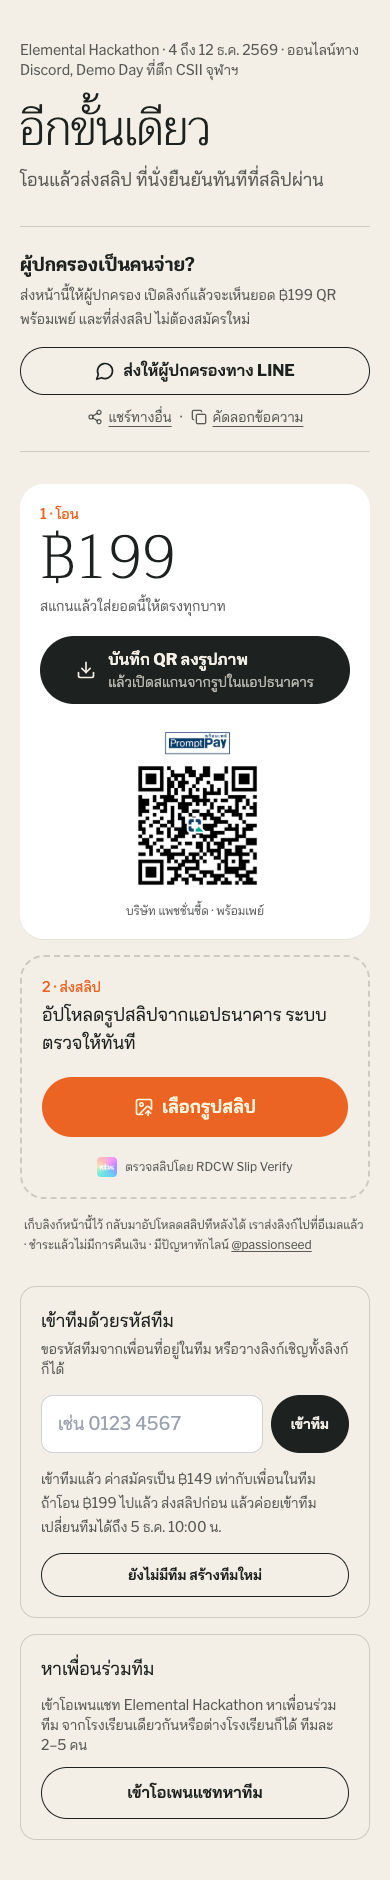 Elemental Hackathon · 4 ถึง 12 ธ.ค. 2569 · ออนไลน์ทาง
Discord, Demo Day ที่ตึก CSII จุฬาฯ
อีกขั้นเดียว
โอนแล้วส่งสลิป ที่นั่งยืนยันทันทีที่สลิปผ่าน
ผู้ปกครองเป็นคนจ่าย?
ส่งหน้านี้ให้ผู้ปกครอง เปิดลิงก์แล้วจะเห็นยอด ฿199 QR
พร้อมเพย์ และที่ส่งสลิป ไม่ต้องสมัครใหม่
ส่งให้ผู้ปกครองทาง LINE
แชร์ทางอื่น · คัดลอกข้อความ
1 · โอน
฿199
สแกนแล้วใส่ยอดนี้ให้ตรงทุกบาท
บันทึก QR ลงรูปภาพ
แล้วเปิดสแกนจากรูปในแอปธนาคาร
พร้อมเพย์
PromptPay
บริษัท แพชชั่นซี้ด · พร้อมเพย์
2 · ส่งสลิป
อัปโหลดรูปสลิปจากแอปธนาคาร ระบบ
ตรวจให้ทันที
เลือกรูปสลิป
ตรวจสลิปโดย RDCW Slip Verify
เก็บลิงก์หน้านี้ไว้ กลับมาอัปโหลดสลิปทีหลังได้ เราส่งลิงก์ไปที่อีเมลแล้ว
· ชำระแล้วไม่มีการคืนเงิน · มีปัญหาทักไลน์ @passionseed
เข้าทีมด้วยรหัสทีม
ขอรหัสทีมจากเพื่อนที่อยู่ในทีม หรือวางลิงก์เชิญทั้งลิงก์
ก็ได้
เช่น 0123 4567
เข้าทีม
เข้าทีมแล้ว ค่าสมัครเป็น ฿149 เท่ากับเพื่อนในทีม
ถ้าโอน ฿199 ไปแล้ว ส่งสลิปก่อน แล้วค่อยเข้าทีม
เปลี่ยนทีมได้ถึง 5 ธ.ค. 10:00 น.
ยังไม่มีทีม สร้างทีมใหม่
หาเพื่อนร่วมทีม
เข้าโอเพนแชท Elemental Hackathon หาเพื่อนร่วม
ทีม จากโรงเรียนเดียวกันหรือต่างโรงเรียนก็ได้ ทีมละ
2–5 คน
เข้าโอเพนแชทหาทีม